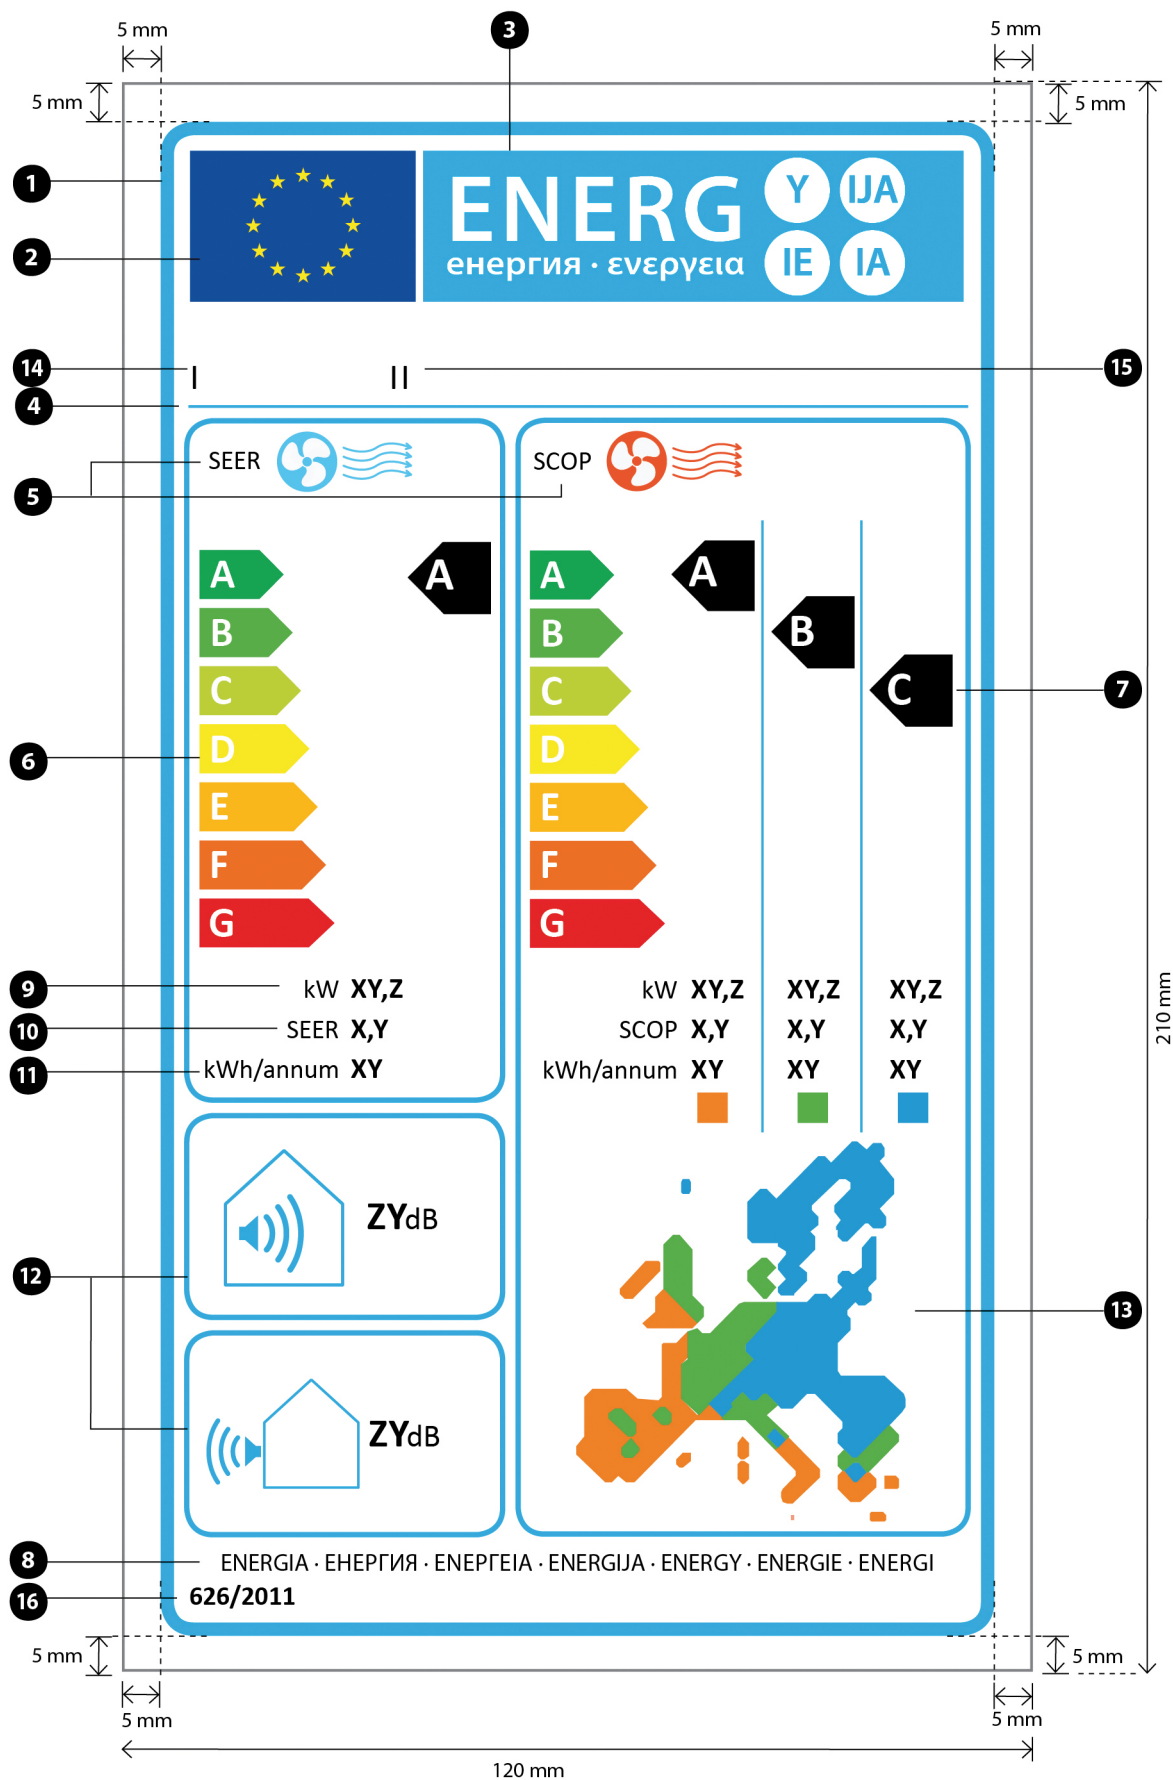 5 mm
3
5 mm
5 mm
5 mm
1
ENERG
Y IJA
2
енергия · ενεργεια
IE IA
14
I
II
15
4
SEER
SCOP
5
A
A
A
A
B
B
B
C
C
C
7
D
D
6
E
E
F
F
G
G
9
kW XY,Z
kW XY,Z XY,Z XY,Z
10
SEER X,Y
SCOP X,Y X,Y X,Y
11
kWh/annum XY
kWh/annum XY XY XY
210 mm
ZYdB
12
13
ZYdB
8
ENERGIA · ЕНЕРГИЯ · ΕΝΕΡΓΕΙΑ · ENERGIJA · ENERGY · ENERGIE · ENERGI
16
626/2011
5 mm
5 mm
5 mm
5 mm
120 mm